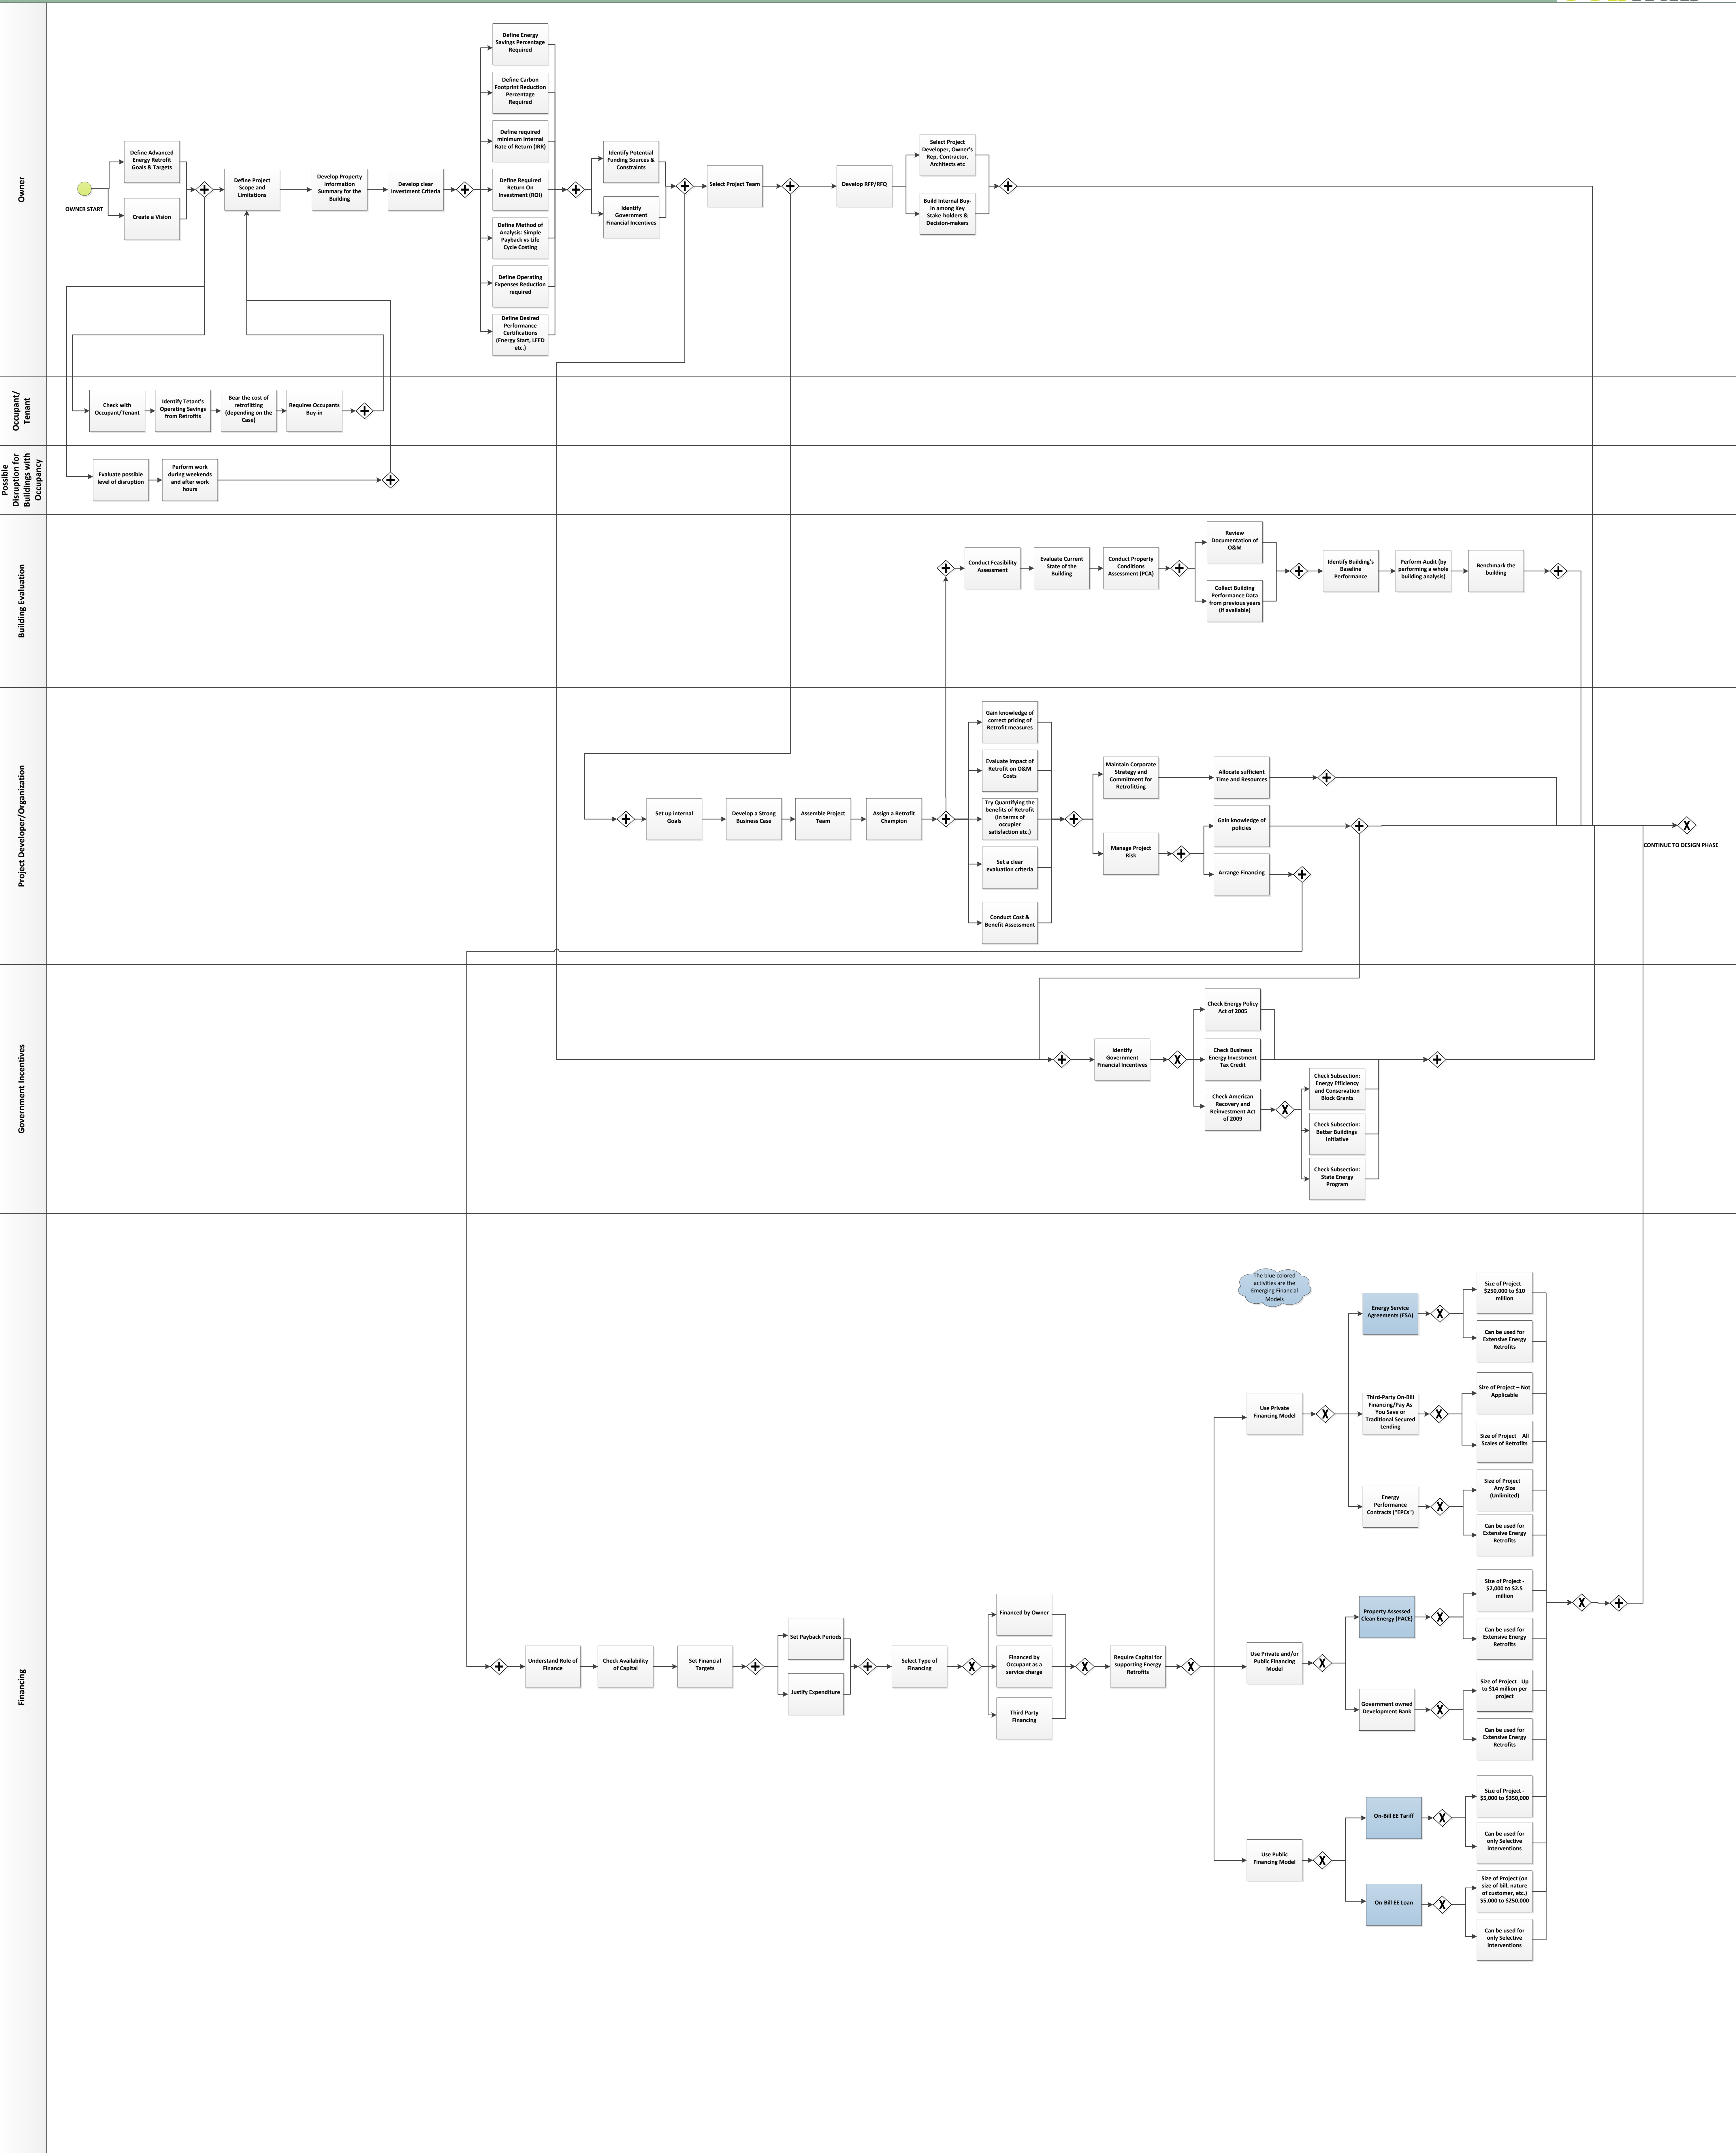 Owner
OWNER START
Define Advanced
Energy Retrofit
Goals & Targets
Create a Vision
Define Project
Scope and
Limitations
Develop Property
Information
Summary for the
Building
Develop clear
Investment Criteria
Define Energy
Savings Percentage
Required
Define Carbon
Footprint Reduction
Percentage
Required
Define required
minimum Internal
Rate of Return (IRR)
Define Required
Return On
Investment (ROI)
Define Method of
Analysis: Simple
Payback vs Life
Cycle Costing
Define Operating
Expenses Reduction
required
Define Desired
Performance
Certifications
(Energy Start, LEED
etc.)
Identify Potential
Funding Sources &
Constraints
Identify
Government
Financial Incentives
Select Project Team
Develop RFP/RFQ
Select Project
Developer, Owner's
Rep, Contractor,
Architects etc
Build Internal Buy-
in among Key
Stake-holders &
Decision-makers
Occupant/
Tenant
Check with
Occupant/Tenant
Identify Tetant's
Operating Savings
from Retrofits
Bear the cost of
retrofitting
(depending on the
Case)
Requires Occupants
Buy-in
Possible
Disruption for
Buildings with
Occupancy
Evaluate possible
level of disruption
Perform work
during weekends
and after work
hours
Building Evaluation
Conduct Feasibility
Assessment
Evaluate Current
State of the
Building
Conduct Property
Conditions
Assessment (PCA)
Review
Documentation of
O&M
Collect Building
Performance Data
from previous years
(if available)
Identify Building's
Baseline
Performance
Perform Audit (by
performing a whole
building analysis)
Benchmark the
building
Project Developer/Organization
Set up internal
Goals
Develop a Strong
Business Case
Assemble Project
Team
Assign a Retrofit
Champion
Gain knowledge of
correct pricing of
Retrofit measures
Evaluate impact of
Retrofit on O&M
Costs
Try Quantifying the
benefits of Retrofit
(in terms of
occupier
satisfaction etc.)
Set a clear
evaluation criteria
Conduct Cost &
Benefit Assessment
Maintain Corporate
Strategy and
Commitment for
Retrofitting
Manage Project
Risk
Allocate sufficient
Time and Resources
Gain knowledge of
policies
Arrange Financing
CONTINUE TO DESIGN PHASE
Government Incentives
Identify
Government
Financial Incentives
Check Energy Policy
Act of 2005
Check Business
Energy Investment
Tax Credit
Check American
Recovery and
Reinvestment Act
of 2009
Check Subsection:
Energy Efficiency
and Conservation
Block Grants
Check Subsection:
Better Buildings
Initiative
Check Subsection:
State Energy
Program
Financing
The blue colored
activities are the
Emerging Financial
Models
Understand Role of
Finance
Check Availability
of Capital
Set Financial
Targets
Set Payback Periods
Justify Expenditure
Select Type of
Financing
Financed by Owner
Financed by
Occupant as a
service charge
Third Party
Financing
Require Capital for
supporting Energy
Retrofits
Use Private
Financing Model
Use Private and/or
Public Financing
Model
Use Public
Financing Model
Energy Service
Agreements (ESA)
Size of Project -
$250,000 to $10
million
Can be used for
Extensive Energy
Retrofits
Third-Party On-Bill
Financing/Pay As
You Save or
Traditional Secured
Lending
Size of Project – Not
Applicable
Size of Project – All
Scales of Retrofits
Energy
Performance
Contracts ("EPCs")
Size of Project –
Any Size
(Unlimited)
Can be used for
Extensive Energy
Retrofits
Property Assessed
Clean Energy (PACE)
Size of Project -
$2,000 to $2.5
million
Can be used for
Extensive Energy
Retrofits
Government owned
Development Bank
Size of Project - Up
to $14 million per
project
Can be used for
Extensive Energy
Retrofits
On-Bill EE Tariff
Size of Project -
$5,000 to $350,000
Can be used for
only Selective
interventions
On-Bill EE Loan
Size of Project (on
size of bill, nature
of customer, etc.)
$5,000 to $250,000
Can be used for
only Selective
interventions